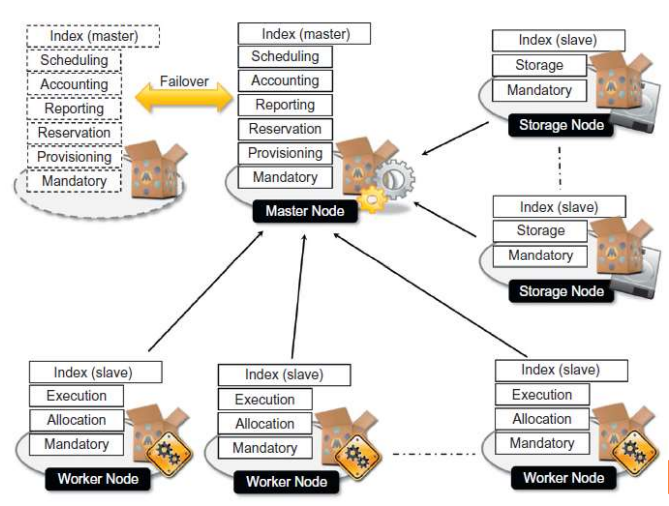 Index (master)
Scheduling
Accounting
Reporting
Reservation
Provisioning
Mandatory
Failover
Index (master)
Scheduling
Accounting
Reporting
Reservation
Provisioning
Mandatory
Master Node
Index (slave)
Storage
Mandatory
Storage Node
Index (slave)
Storage
Mandatory
Storage Node
Index (slave)
Execution
Allocation
Mandatory
Worker Node
Index (slave)
Execution
Allocation
Mandatory
Worker Node
Index (slave)
Execution
Allocation
Mandatory
Worker Node